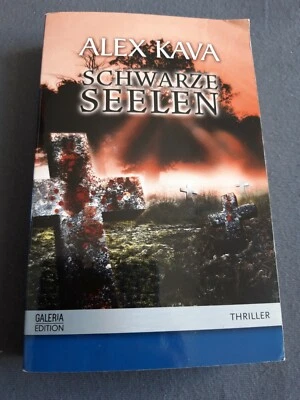 ALEX KAVA
SCHWARZE
SEELEN
GALERIA
EDITION
THRILLER